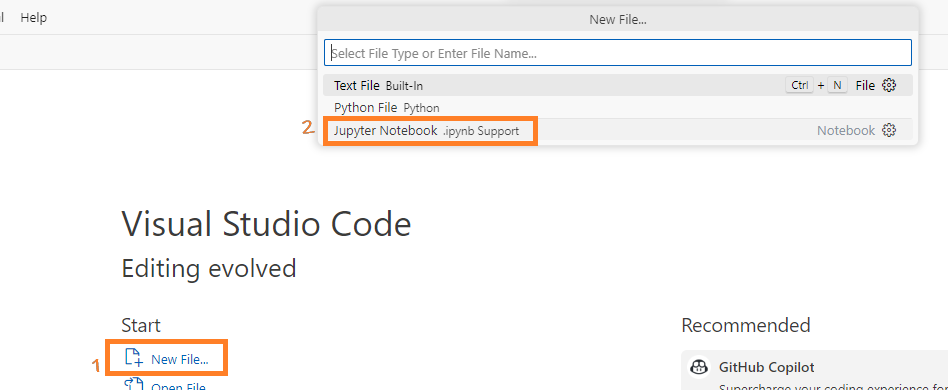 Help
New File...
Select File Type or Enter File Name...
Text File Built-In Ctrl + N File
Python File Python
2 Jupyter Notebook .ipynb Support Notebook
Visual Studio Code
Editing evolved
Start
Recommended
1 New File...
GitHub Copilot
Open File
Supercharge your coding experience for